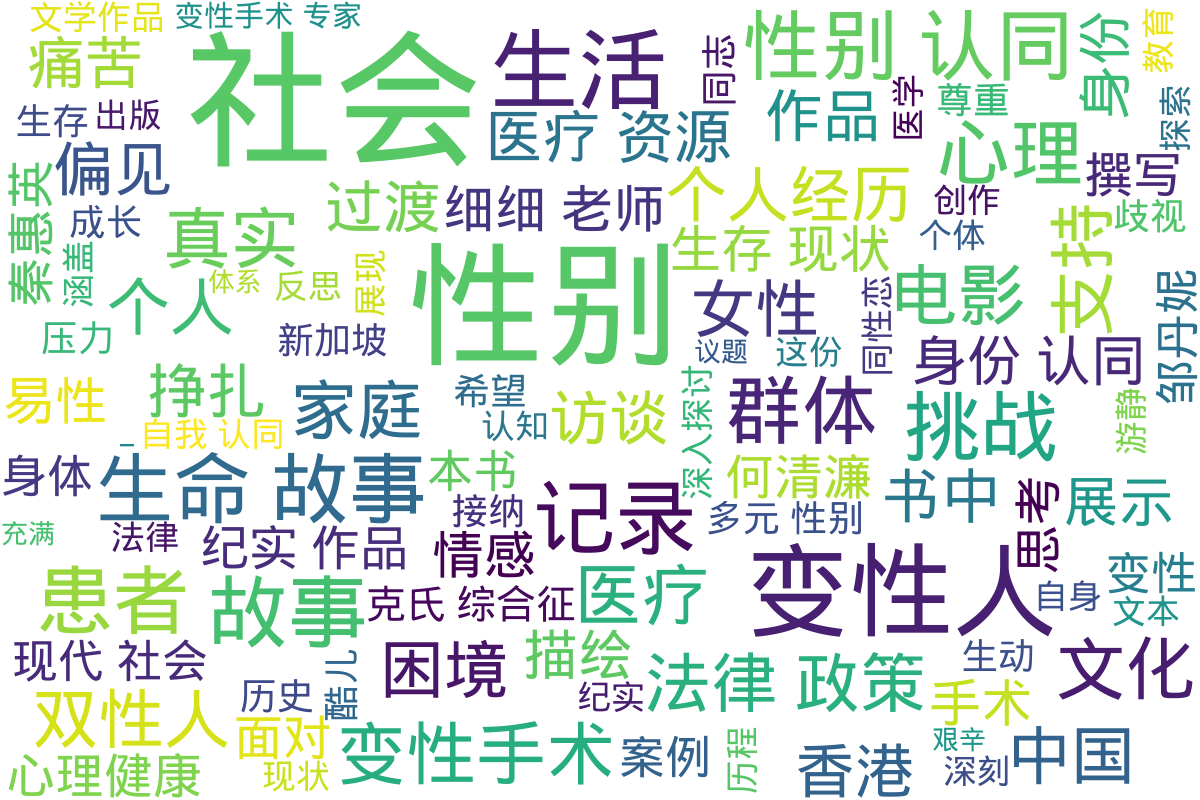 文学作品
变性手术 专家
痛苦
社会
生活
同志
性别 认同
身份
教育
生存
出版
医疗 资源
作品
医学
尊重
探索
偏见
心理
撰写
秦惠英
成长
真实
过渡
细细 老师
个人经历
创作
歧视
涵盖
个人
体系
反思
展现
性别
生存 现状
个体
支持
压力
新加坡
女性
议题
这份
同性恋
电影
邹丹妮
身份 认同
易性
挣扎
家庭
希望
认知
访谈
深入探讨
群体
挑战
游静
一
自我 认同
身体
生命 故事
本书
接纳
记录
何清濂
多元 性别
书中
思考
展示
充满
法律
纪实 作品
情感
变性人
变性
自身
文本
患者
故事
克氏 综合征
医疗
现代 社会
困境
描绘
法律 政策
生动
文化
历史
酷儿
纪实
手术
双性人
面对
变性手术
案例
历程
香港
艰辛
中国
心理健康
现状
深刻